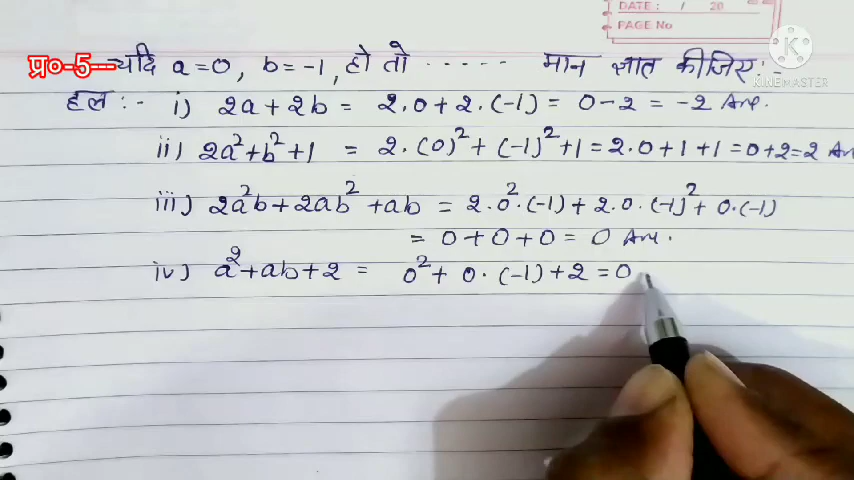 DATE : / 20
PAGE No
KINEMASTER
प्र०-5- यदि a=0, b=-1, हो तो ..... मान ज्ञात कीजिए:-
हल :- i) 2a+2b = 2.0+2.(-1) = 0-2 = -2 Ans.
ii) 2a²+b²+1 = 2.(0)²+(-1)²+1 = 2.0+1+1 = 0+2=2 An
iii) 2a²b+2ab²+ab = 2.0².(-1)+2.0.(-1)²+0.(-1)
= 0+0+0 = 0 Ans.
iv) a²+ab+2 = 0²+0.(-1)+2 =0